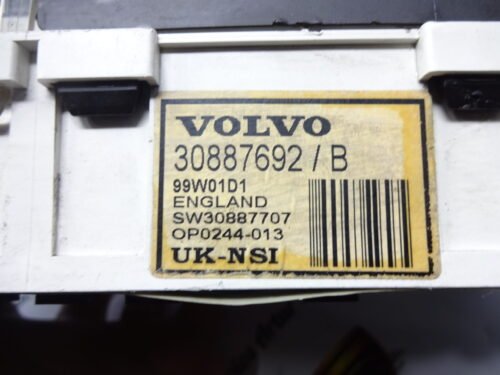 VOLVO
30887692 / B
99W01D1
ENGLAND
SW30887707
OP0244-013
UK-NSI